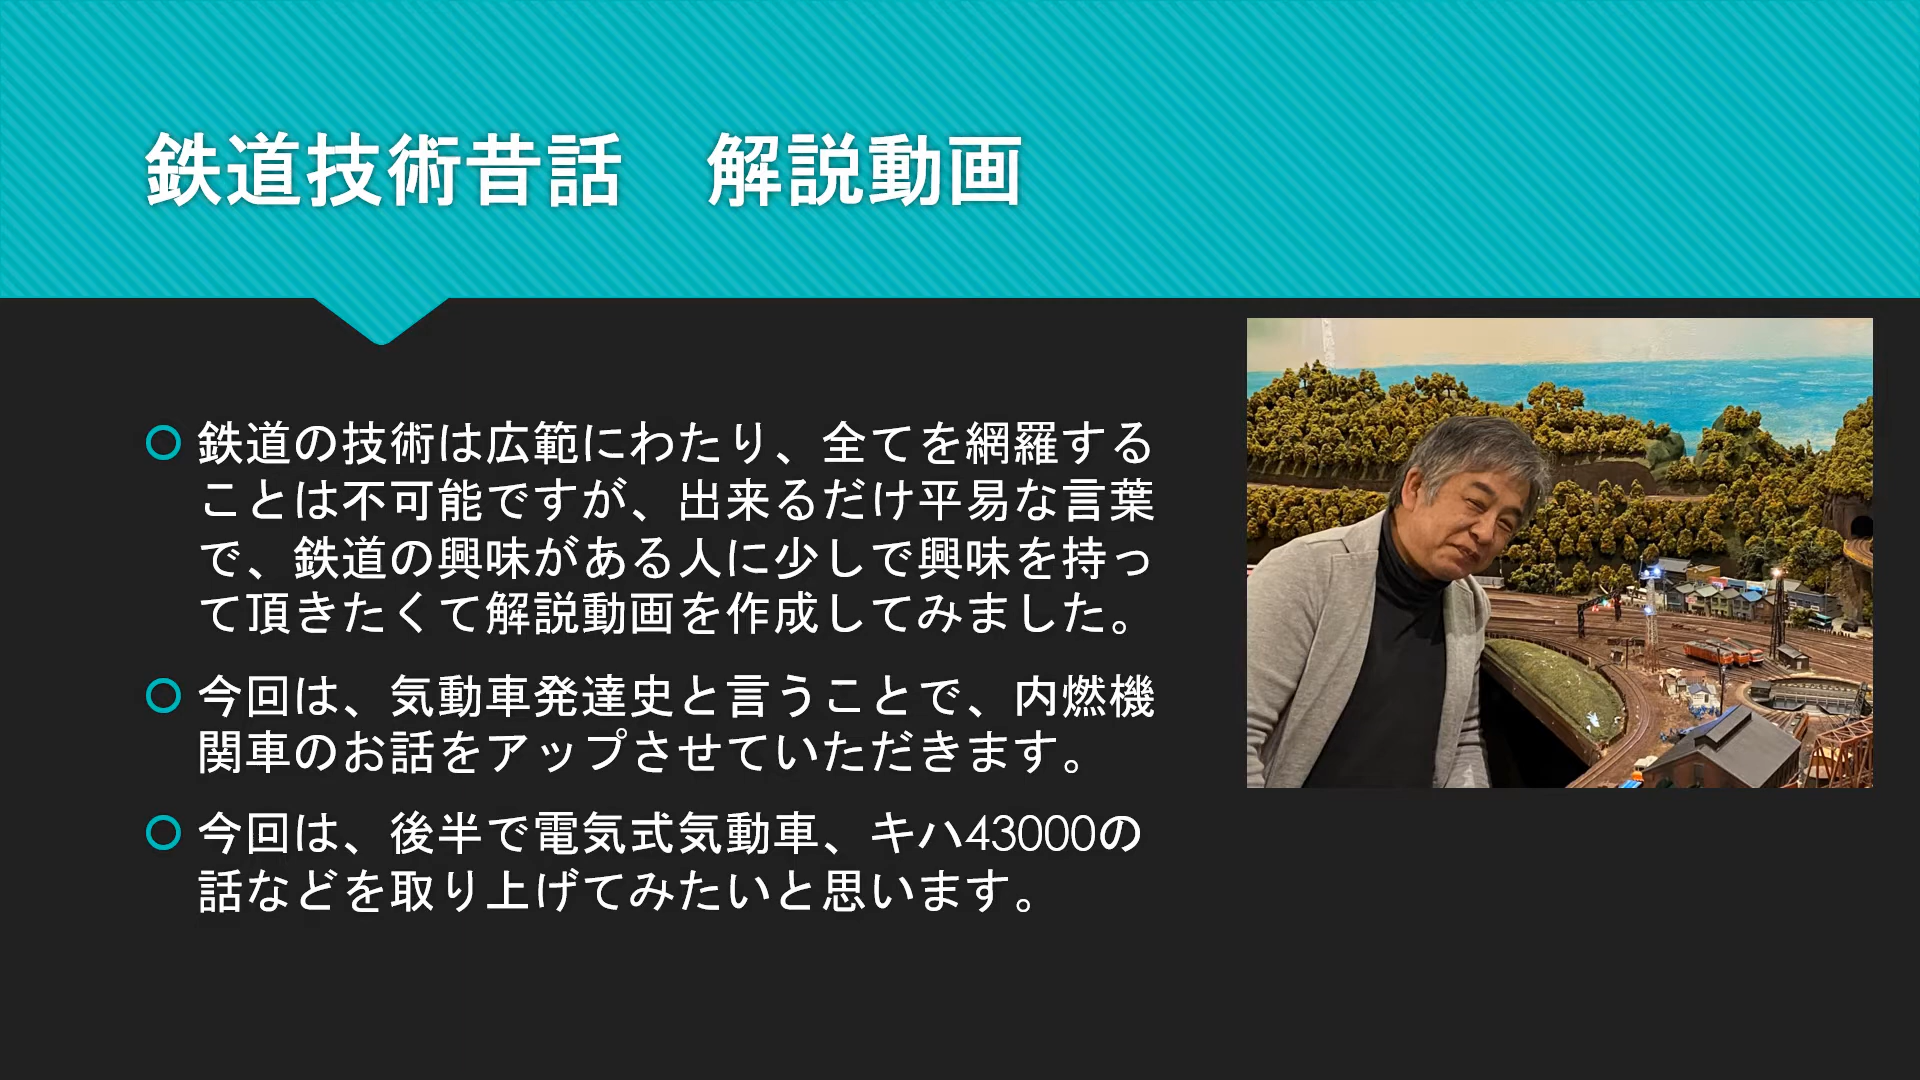 鉄道技術昔話　解説動画
鉄道の技術は広範にわたり、全てを網羅する
ことは不可能ですが、出来るだけ平易な言葉
で、鉄道の興味がある人に少しで興味を持っ
て頂きたくて解説動画を作成してみました。
今回は、気動車発達史と言うことで、内燃機
関車のお話をアップさせていただきます。
今回は、後半で電気式気動車、キハ43000の
話などを取り上げてみたいと思います。